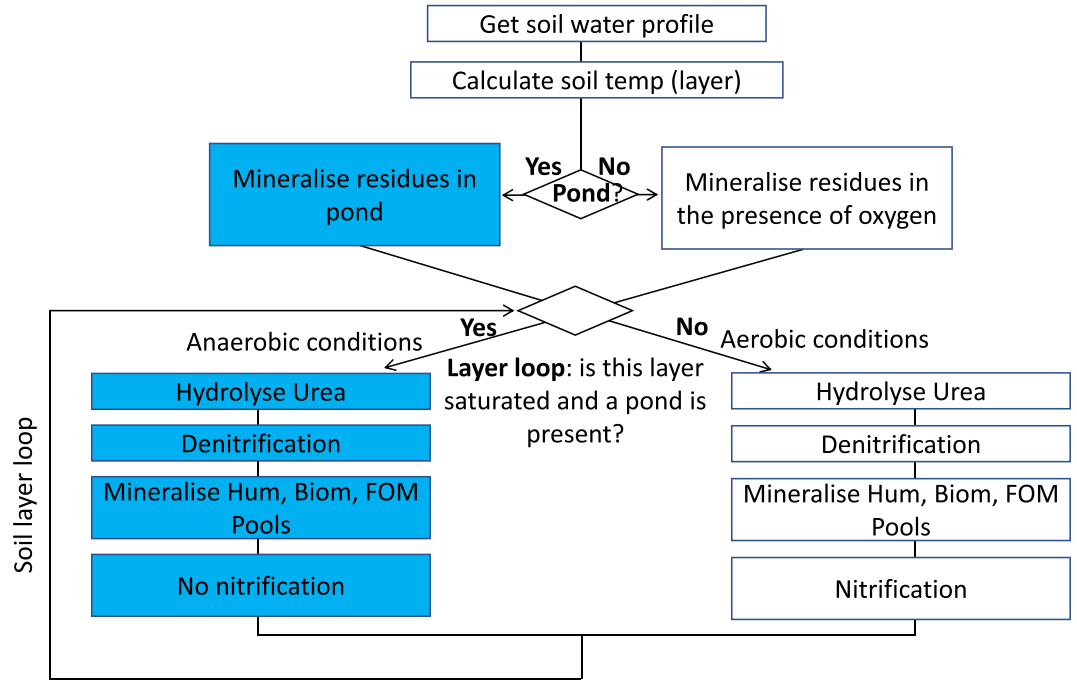 Get soil water profile
Calculate soil temp (layer)
Yes No
Pond?
Mineralise residues in
pond
Mineralise residues in
the presence of oxygen
Yes
No
Anaerobic conditions
Aerobic conditions
Layer loop: is this layer
saturated and a pond is
present?
Soil layer loop
Hydrolyse Urea
Denitrification
Mineralise Hum, Biom, FOM
Pools
No nitrification
Hydrolyse Urea
Denitrification
Mineralise Hum, Biom, FOM
Pools
Nitrification